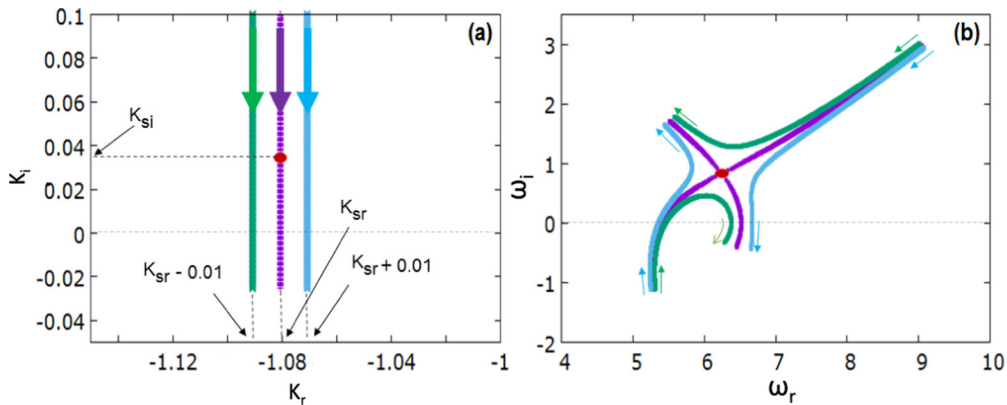 (a)
0.1
0.08
0.06
0.04
0.02
0
-0.02
-0.04
K_i
K_si
K_sr
K_sr - 0.01
K_sr + 0.01
-1.12
-1.08
-1.04
-1
K_r
(b)
3
2
1
0
-1
ω_i
4
5
6
7
8
9
10
ω_r